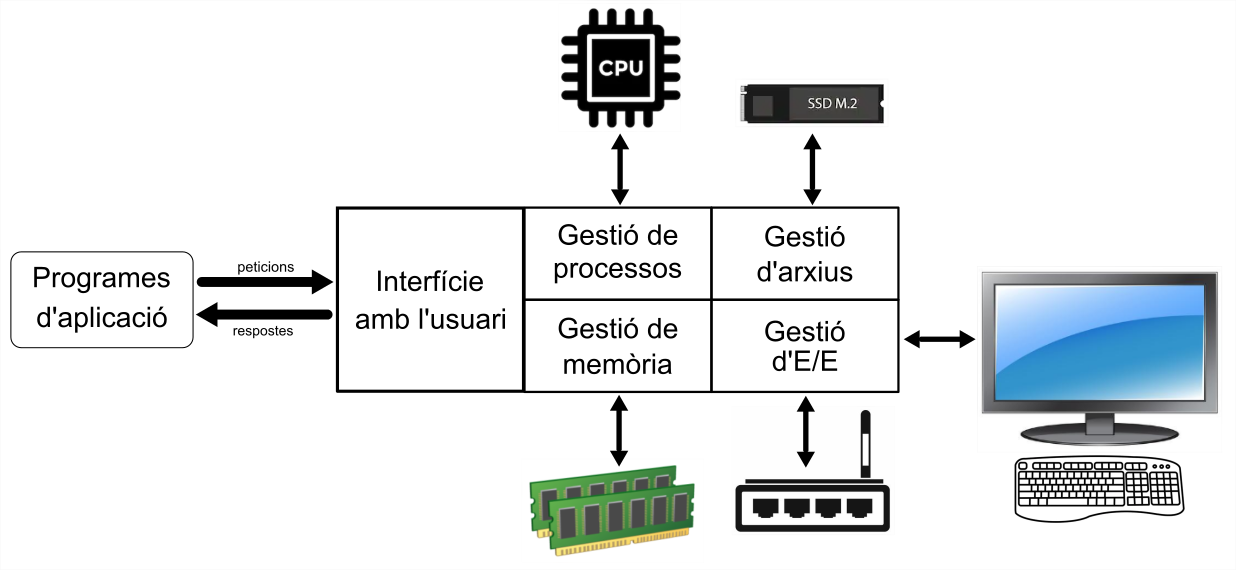 CPU
SSD M.2
Programes
d'aplicació
peticions
respostes
Interfície
amb l'usuari
Gestió de
processos
Gestió
d'arxius
Gestió de
memòria
Gestió
d'E/E